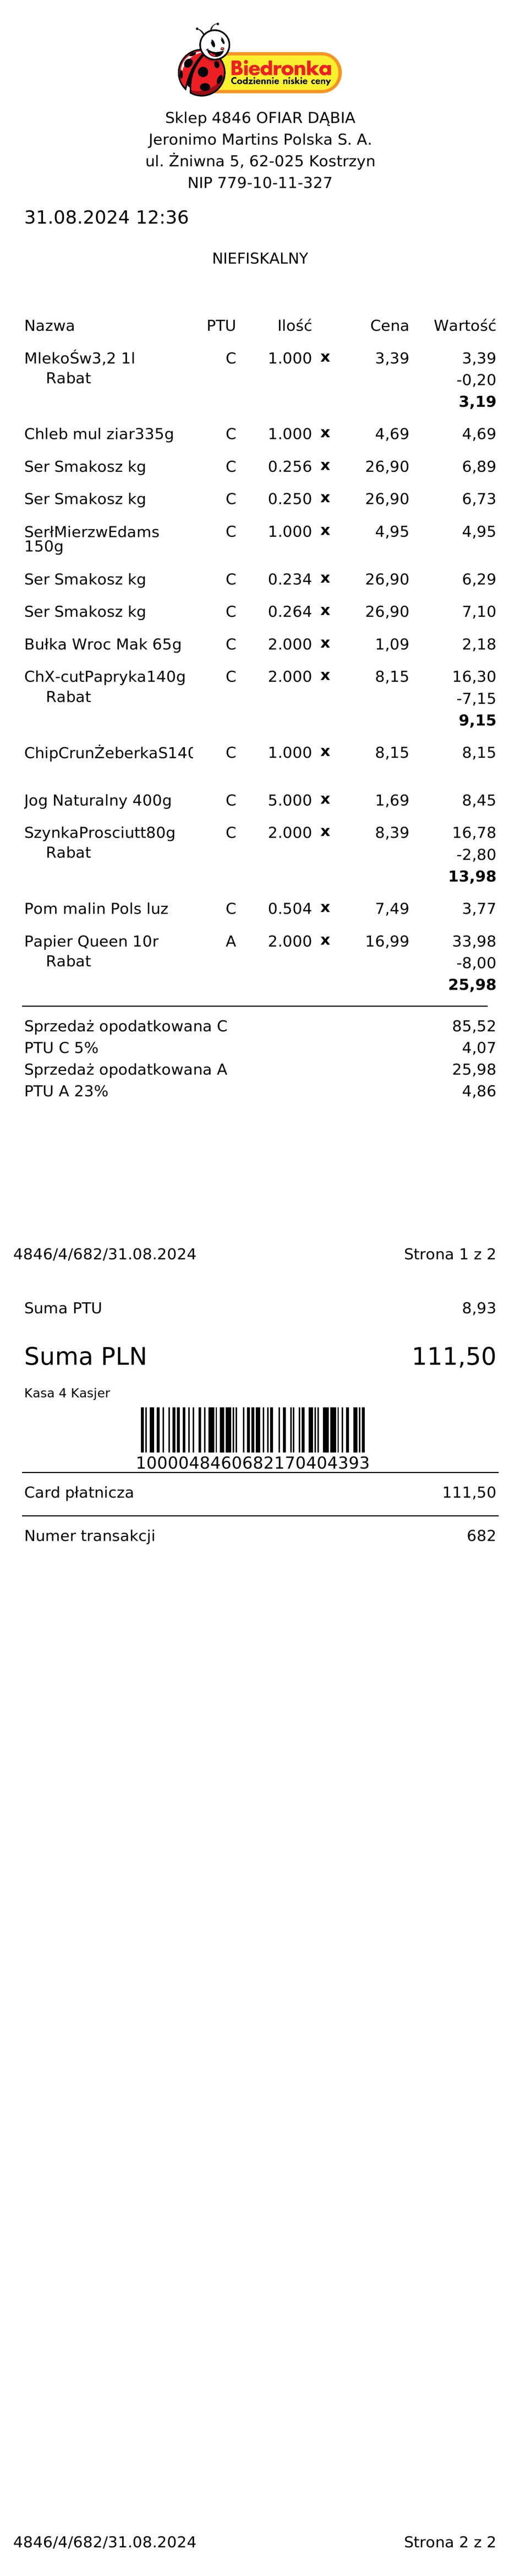 Biedronka
Codziennie niskie ceny
Sklep 4846 OFIAR DĄBIA
Jeronimo Martins Polska S. A.
ul. Żniwna 5, 62-025 Kostrzyn
NIP 779-10-11-327
31.08.2024 12:36
NIEFISKALNY
Nazwa PTU Ilość Cena Wartość
MlekoŚw3,2 1l C 1.000 x 3,39 3,39
Rabat -0,20
3,19
Chleb mul ziar335g C 1.000 x 4,69 4,69
Ser Smakosz kg C 0.256 x 26,90 6,89
Ser Smakosz kg C 0.250 x 26,90 6,73
SerłMierzwEdams C 1.000 x 4,95 4,95
150g
Ser Smakosz kg C 0.234 x 26,90 6,29
Ser Smakosz kg C 0.264 x 26,90 7,10
Bułka Wroc Mak 65g C 2.000 x 1,09 2,18
ChX-cutPapryka140g C 2.000 x 8,15 16,30
Rabat -7,15
9,15
ChipCrunŻeberkaS140 C 1.000 x 8,15 8,15
Jog Naturalny 400g C 5.000 x 1,69 8,45
SzynkaProsciutt80g C 2.000 x 8,39 16,78
Rabat -2,80
13,98
Pom malin Pols luz C 0.504 x 7,49 3,77
Papier Queen 10r A 2.000 x 16,99 33,98
Rabat -8,00
25,98
Sprzedaż opodatkowana C 85,52
PTU C 5% 4,07
Sprzedaż opodatkowana A 25,98
PTU A 23% 4,86
4846/4/682/31.08.2024 Strona 1 z 2
Suma PTU 8,93
Suma PLN 111,50
Kasa 4 Kasjer
1000048460682170404393
Card płatnicza 111,50
Numer transakcji 682
4846/4/682/31.08.2024 Strona 2 z 2